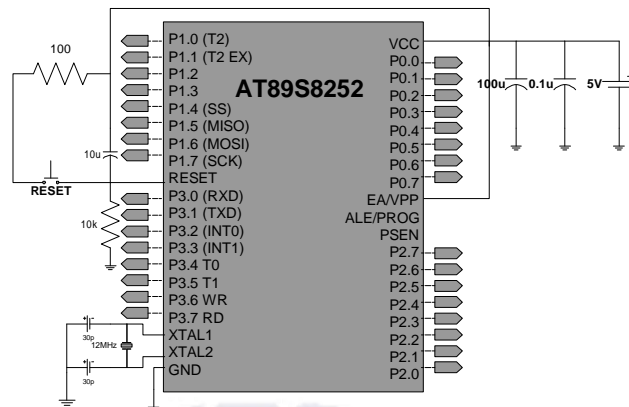 100
P1.0 (T2)
P1.1 (T2 EX)
P1.2
P1.3
P1.4 (SS)
P1.5 (MISO)
P1.6 (MOSI)
P1.7 (SCK)
RESET
P3.0 (RXD)
P3.1 (TXD)
P3.2 (INT0)
P3.3 (INT1)
P3.4 T0
P3.5 T1
P3.6 WR
P3.7 RD
XTAL1
XTAL2
GND
AT89S8252
VCC
P0.0
P0.1
P0.2
P0.3
P0.4
P0.5
P0.6
P0.7
EA/VPP
ALE/PROG
PSEN
P2.7
P2.6
P2.5
P2.4
P2.3
P2.2
P2.1
P2.0
10u
RESET
10k
30p
12MHz
30p
100u
0.1u
5V